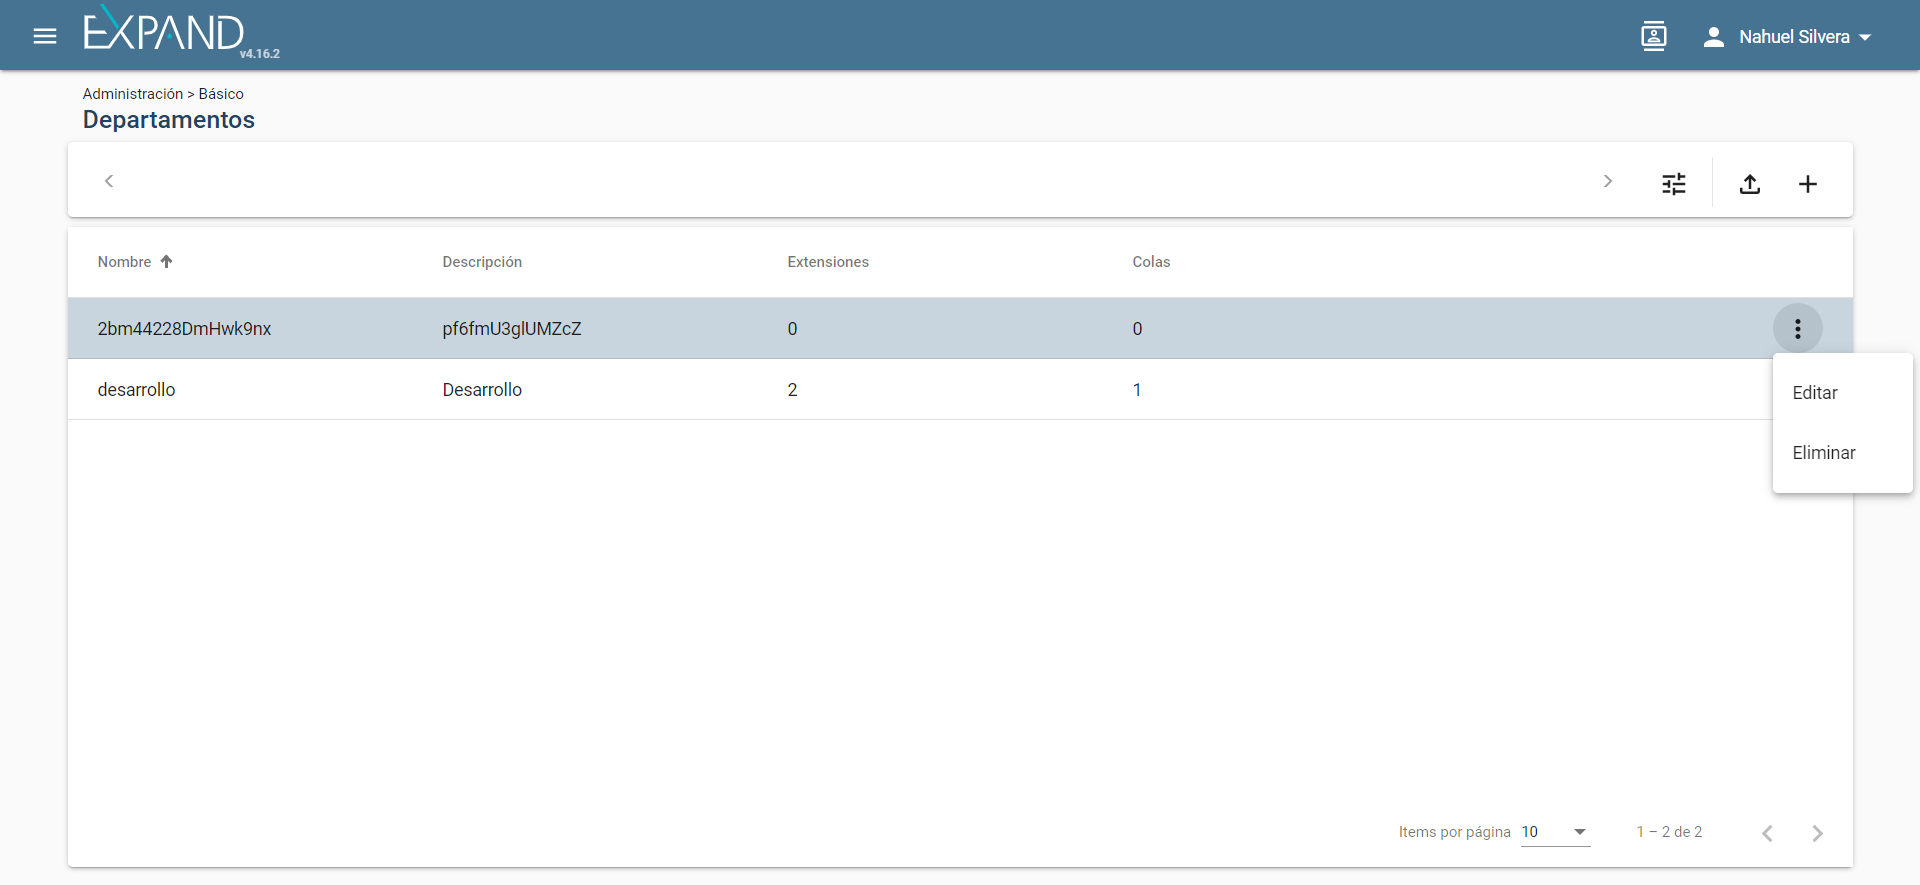 EXPAND
v4.16.2
Nahuel Silvera
Administración > Básico
Departamentos
Nombre Descripción Extensiones Colas
2bm44228DmHwk9nx pf6fmU3glUMZcZ 0 0
desarrollo Desarrollo 2 1
Editar
Eliminar
Items por página 10 1 – 2 de 2